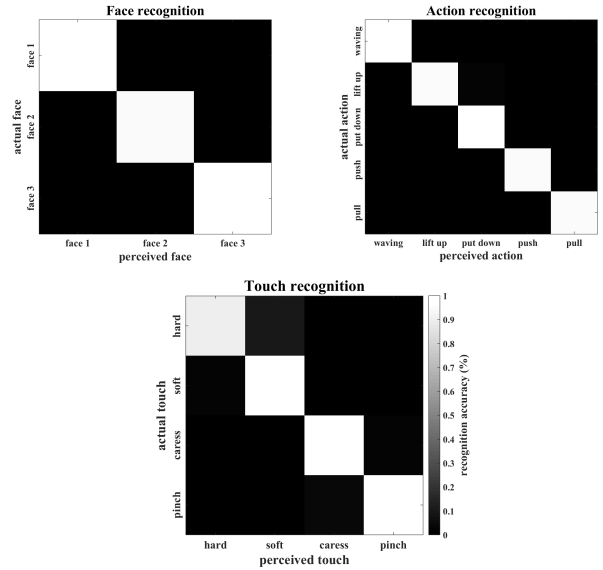 Face recognition
face 1
face 2
face 3
actual face
face 1 face 2 face 3
perceived face
Action recognition
waving
lift up
put down
push
pull
actual action
waving lift up put down push pull
perceived action
Touch recognition
hard
soft
caress
pinch
actual touch
hard soft caress pinch
perceived touch
1
0.9
0.8
0.7
0.6
0.5
0.4
0.3
0.2
0.1
0
recognition accuracy (%)